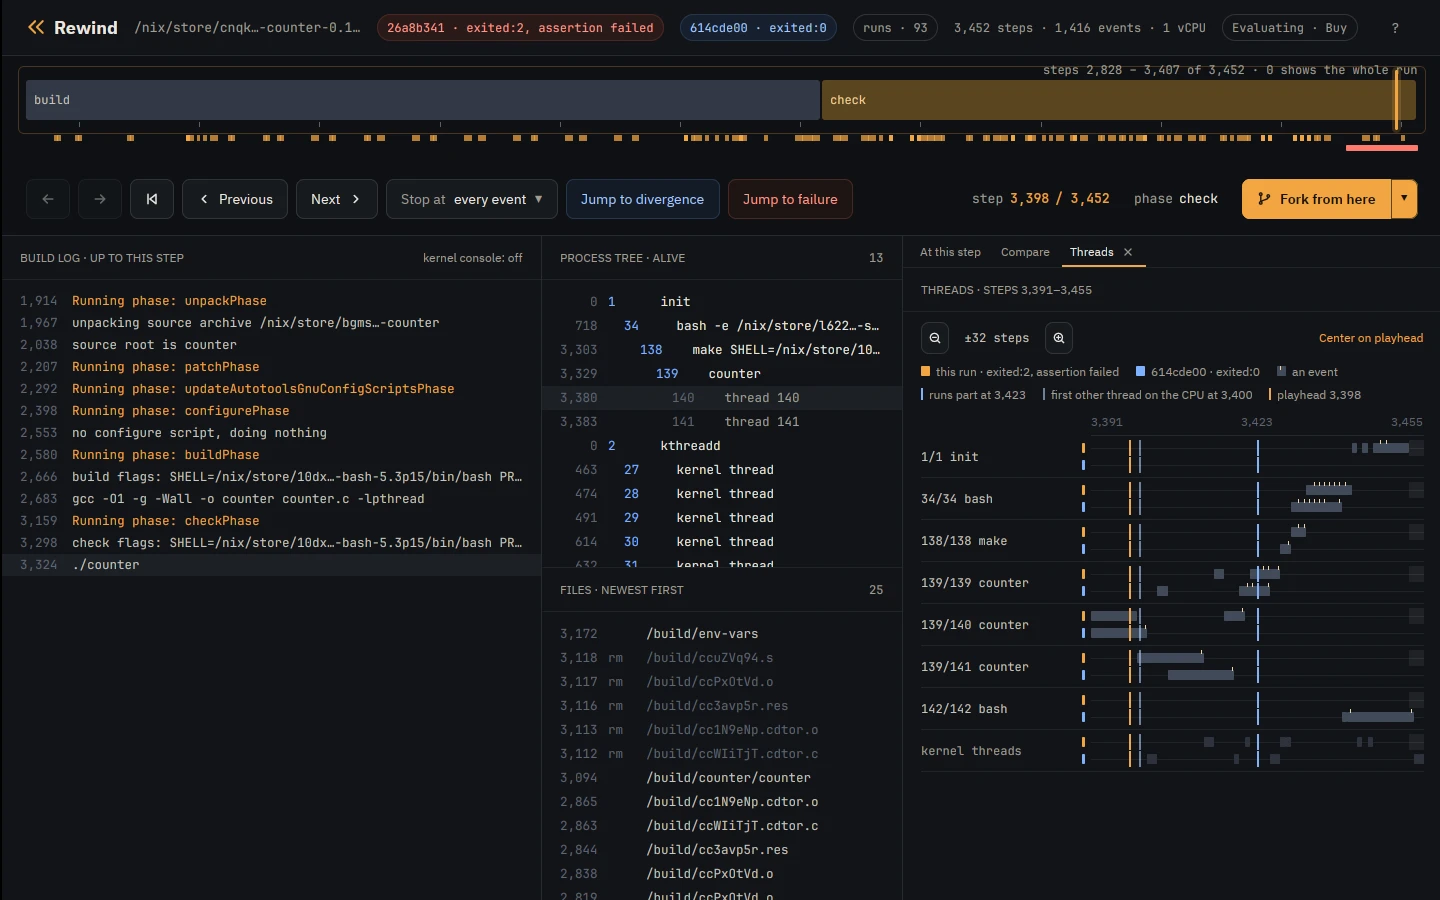 Rewind /nix/store/cnqk…-counter-0.1… 26a8b341 · exited:2, assertion failed 614cde00 · exited:0 runs · 93 3,452 steps · 1,416 events · 1 vCPU Evaluating · Buy ?
steps 2,828 – 3,407 of 3,452 · 0 shows the whole run
build check
Previous Next Stop at every event Jump to divergence Jump to failure step 3,398 / 3,452 phase check Fork from here
BUILD LOG · UP TO THIS STEP kernel console: off
1,914 Running phase: unpackPhase
1,967 unpacking source archive /nix/store/bgms…-counter
2,038 source root is counter
2,207 Running phase: patchPhase
2,292 Running phase: updateAutotoolsGnuConfigScriptsPhase
2,398 Running phase: configurePhase
2,553 no configure script, doing nothing
2,580 Running phase: buildPhase
2,666 build flags: SHELL=/nix/store/10dx…-bash-5.3p15/bin/bash PR…
2,683 gcc -O1 -g -Wall -o counter counter.c -lpthread
3,159 Running phase: checkPhase
3,298 check flags: SHELL=/nix/store/10dx…-bash-5.3p15/bin/bash PR…
3,324 ./counter
PROCESS TREE · ALIVE 13
0 1 init
718 34 bash -e /nix/store/l622…-s…
3,303 138 make SHELL=/nix/store/10…
3,329 139 counter
3,380 140 thread 140
3,383 141 thread 141
0 2 kthreadd
463 27 kernel thread
474 28 kernel thread
491 29 kernel thread
614 30 kernel thread
632 31 kernel thread
FILES · NEWEST FIRST 25
3,172 /build/env-vars
3,118 rm /build/ccuZVq94.s
3,117 rm /build/ccPxOtVd.o
3,116 rm /build/cc3avp5r.res
3,113 rm /build/cc1N9eNp.cdtor.o
3,112 rm /build/ccWIiTjT.cdtor.c
3,094 /build/counter/counter
2,865 /build/cc1N9eNp.cdtor.o
2,863 /build/ccWIiTjT.cdtor.c
2,844 /build/cc3avp5r.res
2,838 /build/ccPxOtVd.o
2,819 /build/ccPxOtVd.o
At this step Compare Threads
THREADS · STEPS 3,391–3,455
±32 steps Center on playhead
this run · exited:2, assertion failed 614cde00 · exited:0 an event
runs part at 3,423 first other thread on the CPU at 3,400 playhead 3,398
3,391 3,423 3,455
1/1 init
34/34 bash
138/138 make
139/139 counter
139/140 counter
139/141 counter
142/142 bash
kernel threads